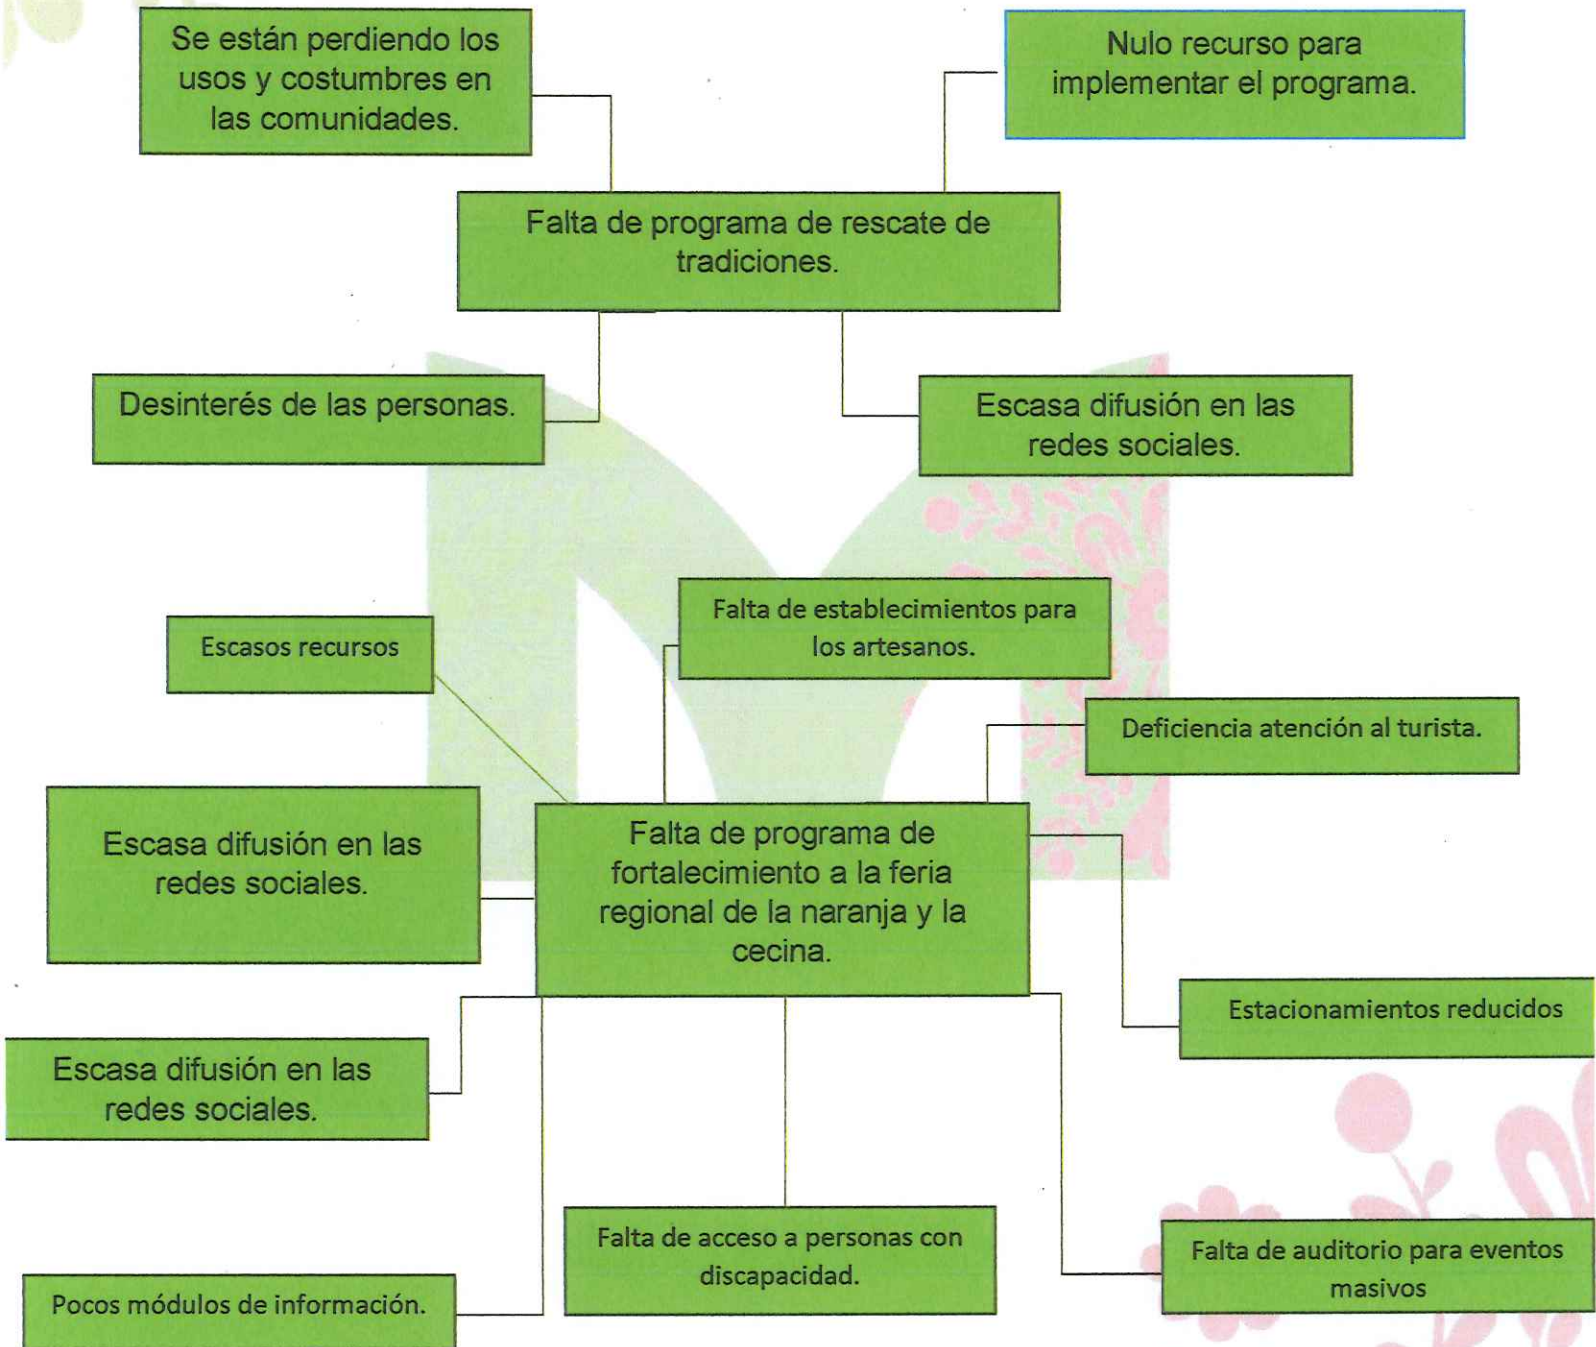 Se están perdiendo los
usos y costumbres en
las comunidades.
Nulo recurso para
implementar el programa.
Falta de programa de rescate de
tradiciones.
Desinterés de las personas.
Escasa difusión en las
redes sociales.
Falta de establecimientos para
los artesanos.
Escasos recursos
Deficiencia atención al turista.
Escasa difusión en las
redes sociales.
Falta de programa de
fortalecimiento a la feria
regional de la naranja y la
cecina.
Estacionamientos reducidos
Escasa difusión en las
redes sociales.
Falta de acceso a personas con
discapacidad.
Falta de auditorio para eventos
masivos
Pocos módulos de información.